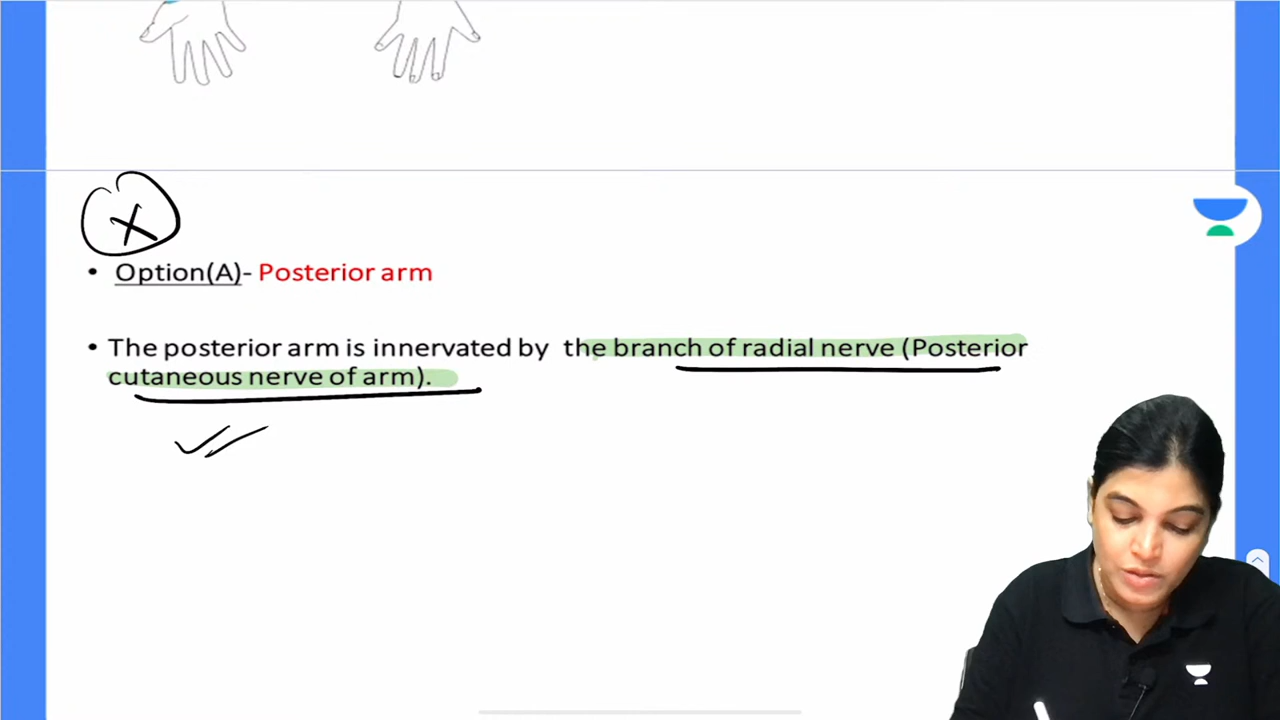 • Option(A)- Posterior arm
• The posterior arm is innervated by the branch of radial nerve (Posterior
cutaneous nerve of arm).